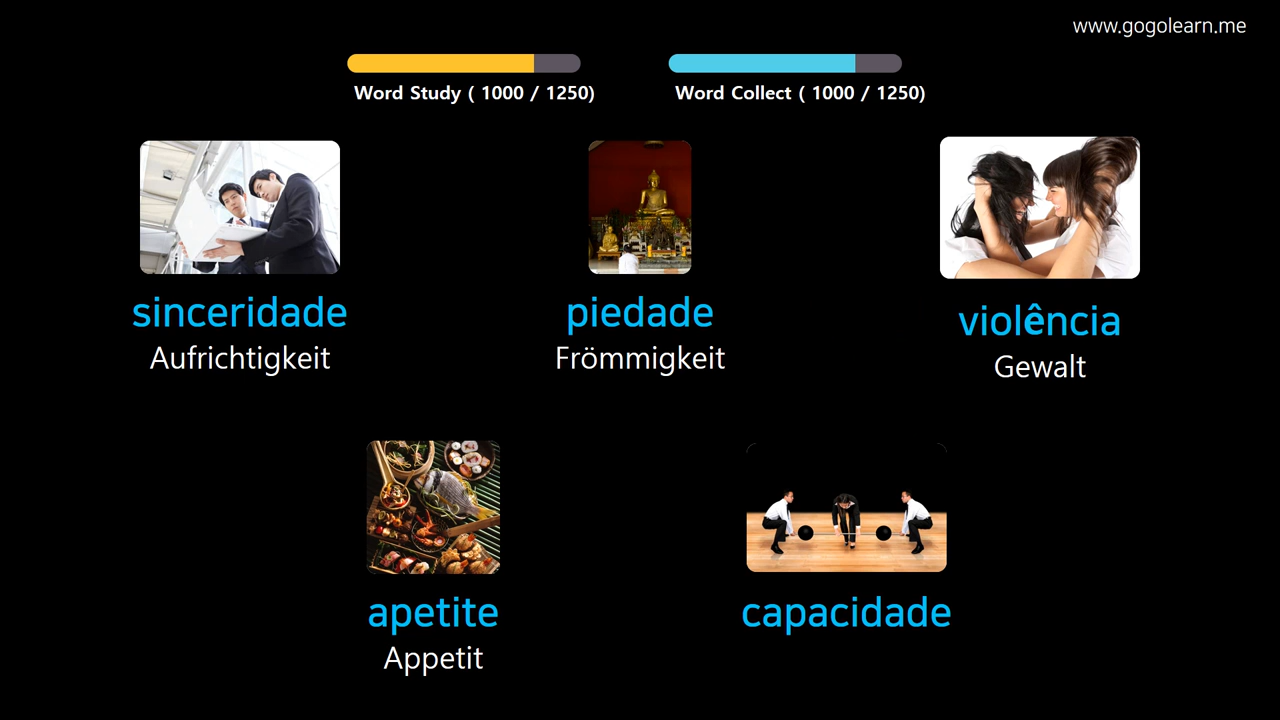 www.gogolearn.me
Word Study ( 1000 / 1250)
Word Collect ( 1000 / 1250)
sinceridade
Aufrichtigkeit
piedade
Frömmigkeit
violência
Gewalt
apetite
Appetit
capacidade